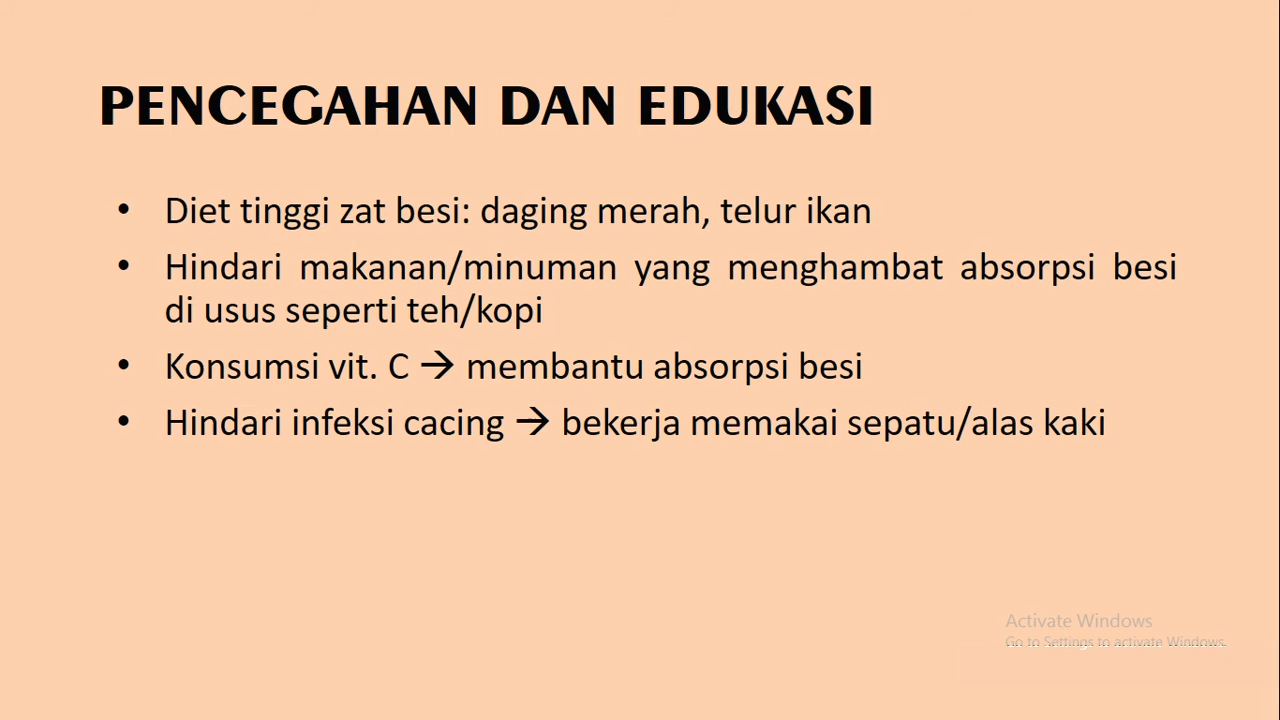 PENCEGAHAN DAN EDUKASI
• Diet tinggi zat besi: daging merah, telur ikan
• Hindari makanan/minuman yang menghambat absorpsi besi
di usus seperti teh/kopi
• Konsumsi vit. C → membantu absorpsi besi
• Hindari infeksi cacing → bekerja memakai sepatu/alas kaki
Activate Windows
Go to Settings to activate Windows.